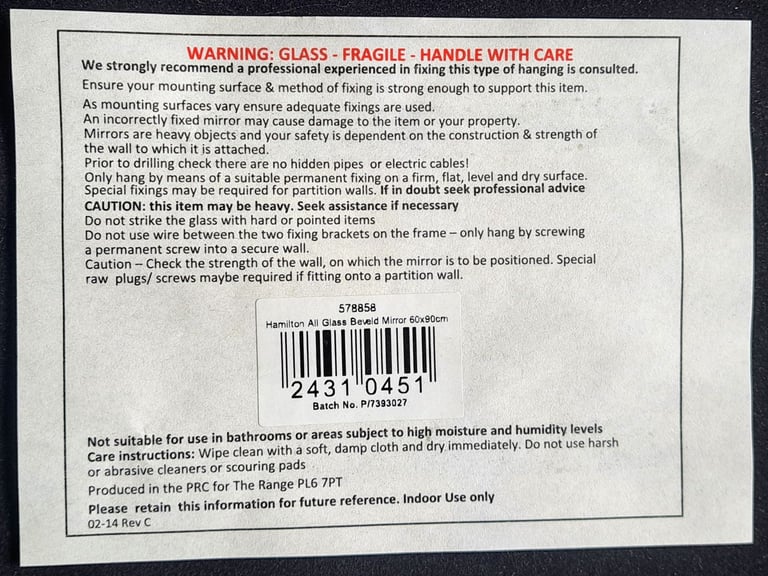 WARNING: GLASS - FRAGILE - HANDLE WITH CARE
We strongly recommend a professional experienced in fixing this type of hanging is consulted.
Ensure your mounting surface & method of fixing is strong enough to support this item.
As mounting surfaces vary ensure adequate fixings are used.
An incorrectly fixed mirror may cause damage to the item or your property.
Mirrors are heavy objects and your safety is dependent on the construction & strength of
the wall to which it is attached.
Prior to drilling check there are no hidden pipes or electric cables!
Only hang by means of a suitable permanent fixing on a firm, flat, level and dry surface.
Special fixings may be required for partition walls. If in doubt seek professional advice
CAUTION: this item may be heavy. Seek assistance if necessary
Do not strike the glass with hard or pointed items
Do not use wire between the two fixing brackets on the frame – only hang by screwing
a permanent screw into a secure wall.
Caution – Check the strength of the wall, on which the mirror is to be positioned. Special
raw plugs/ screws maybe required if fitting onto a partition wall.
578858
Hamilton All Glass Beveld Mirror 60x90cm
2431 0451
Batch No. P/7393027
Not suitable for use in bathrooms or areas subject to high moisture and humidity levels
Care instructions: Wipe clean with a soft, damp cloth and dry immediately. Do not use harsh
or abrasive cleaners or scouring pads
Produced in the PRC for The Range PL6 7PT
Please retain this information for future reference. Indoor Use only
02-14 Rev C